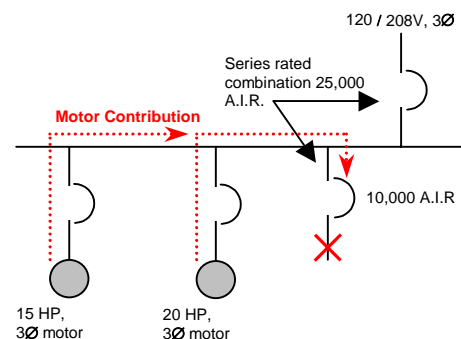 120 / 208V, 3Ø
Series rated
combination 25,000
A.I.R.
Motor Contribution
10,000 A.I.R
15 HP,
3Ø motor
20 HP,
3Ø motor